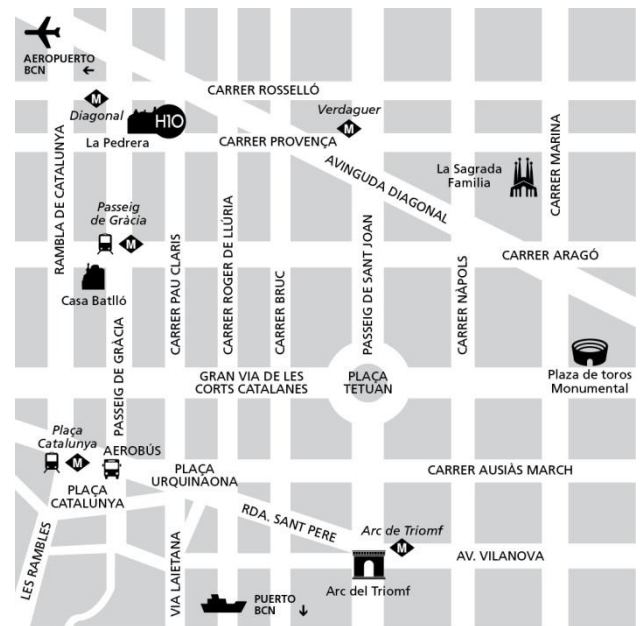 AEROPUERTO
BCN
CARRER ROSSELLÓ
M
Diagonal
H10
La Pedrera
Verdaguer
M
CARRER PROVENÇA
AVINGUDA DIAGONAL
La Sagrada
Familia
CARRER MARINA
RAMBLA DE CATALUNYA
Passeig
de Gràcia
M
Casa Batlló
CARRER PAU CLARIS
CARRER ROGER DE LLÚRIA
CARRER BRUC
PASSEIG DE SANT JOAN
CARRER NÀPOLS
CARRER ARAGÓ
PASSEIG DE GRÀCIA
GRAN VIA DE LES
CORTS CATALANES
PLAÇA
TETUAN
Plaza de toros
Monumental
Plaça
Catalunya
M
AEROBÚS
PLAÇA
CATALUNYA
PLAÇA
URQUINAONA
CARRER AUSIÀS MARCH
LES RAMBLES
VIA LAIETANA
RDA. SANT PERE
Arc de Triomf
M
AV. VILANOVA
Arc del Triomf
PUERTO
BCN